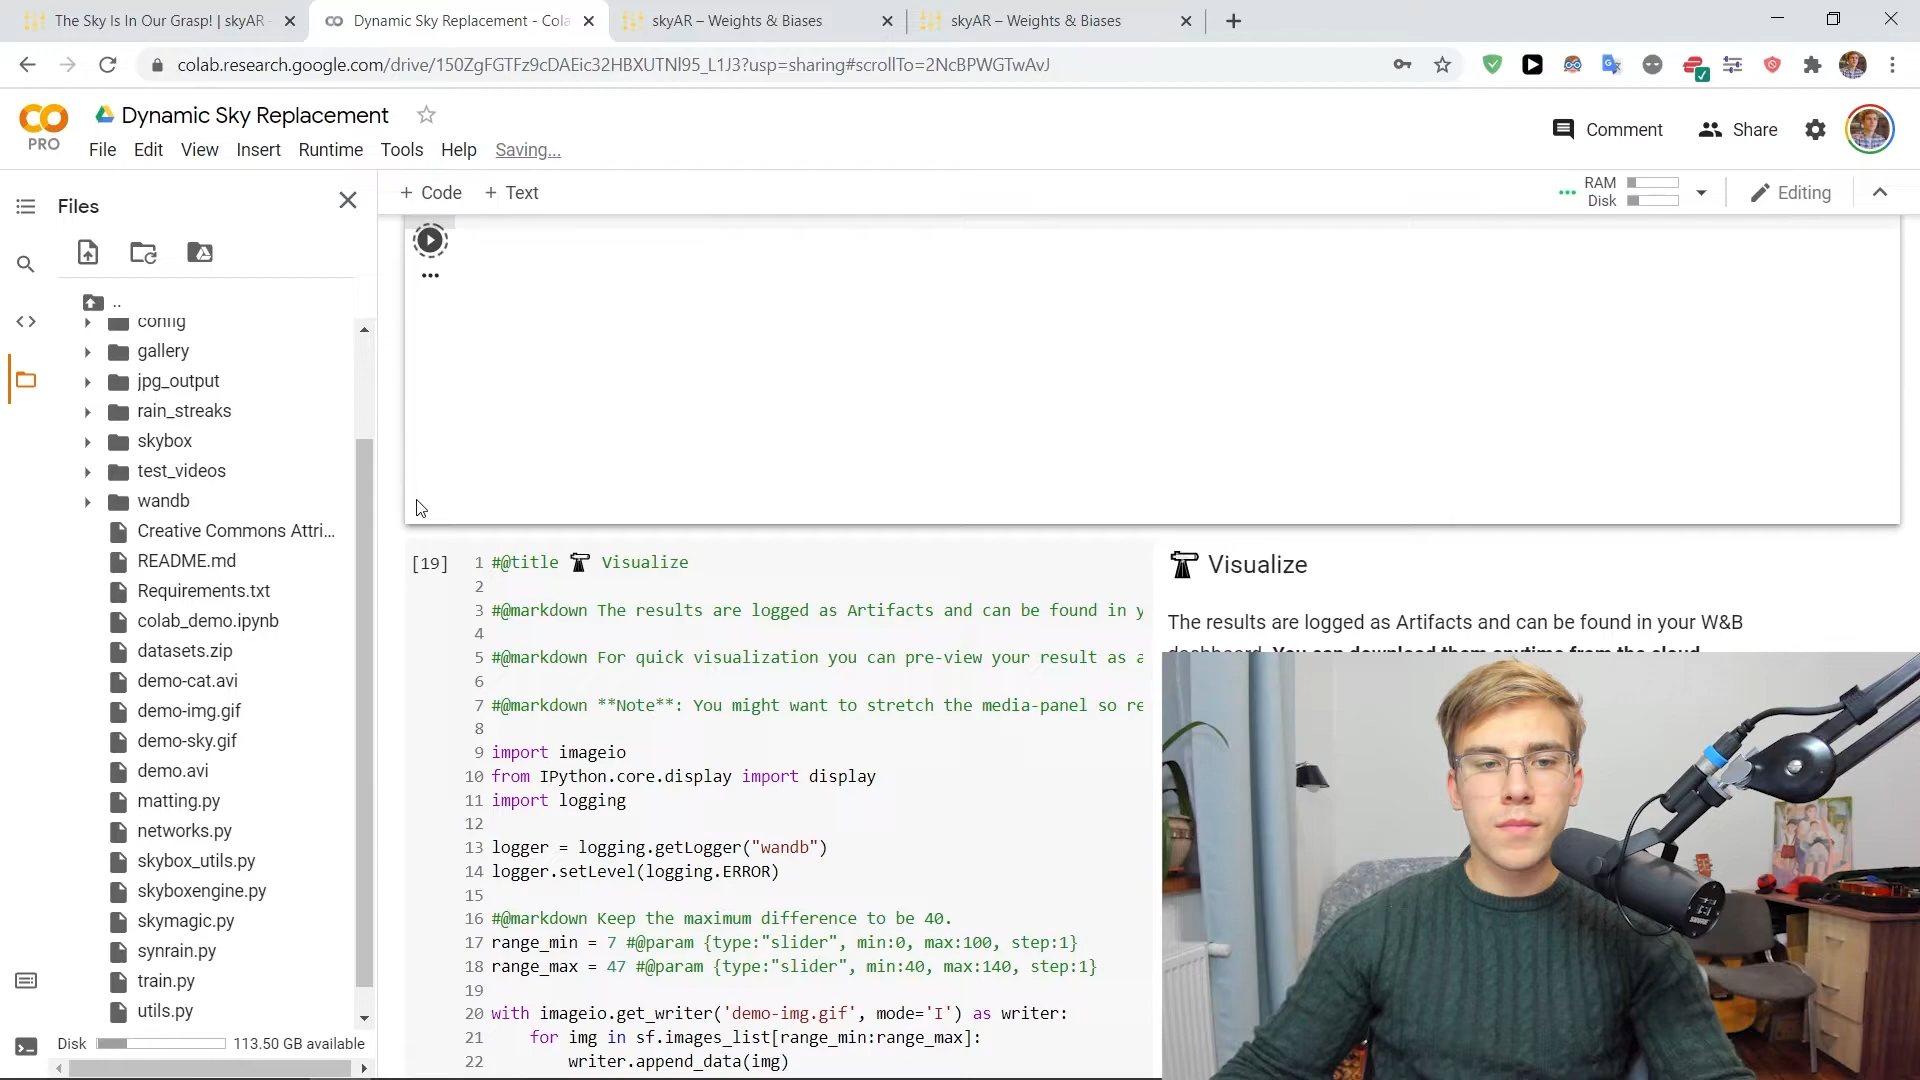 The Sky Is In Our Grasp! | skyAR
Dynamic Sky Replacement - Cola
skyAR – Weights & Biases
skyAR – Weights & Biases
colab.research.google.com/drive/150ZgFGTFz9cDAEic32HBXUTNl95_L1J3?usp=sharing#scrollTo=2NcBPWGTwAvJ
PRO
Dynamic Sky Replacement
File Edit View Insert Runtime Tools Help Saving...
Comment
Share
Files
+ Code + Text
RAM
Disk
Editing
..
config
gallery
jpg_output
rain_streaks
skybox
test_videos
wandb
Creative Commons Attri...
README.md
Requirements.txt
colab_demo.ipynb
datasets.zip
demo-cat.avi
demo-img.gif
demo-sky.gif
demo.avi
matting.py
networks.py
skybox_utils.py
skyboxengine.py
skymagic.py
synrain.py
train.py
utils.py
Disk 113.50 GB available
[19]
1 #@title Visualize
2
3 #@markdown The results are logged as Artifacts and can be found in y
4
5 #@markdown For quick visualization you can pre-view your result as a
6
7 #@markdown **Note**: You might want to stretch the media-panel so re
8
9 import imageio
10 from IPython.core.display import display
11 import logging
12
13 logger = logging.getLogger("wandb")
14 logger.setLevel(logging.ERROR)
15
16 #@markdown Keep the maximum difference to be 40.
17 range_min = 7 #@param {type:"slider", min:0, max:100, step:1}
18 range_max = 47 #@param {type:"slider", min:40, max:140, step:1}
19
20 with imageio.get_writer('demo-img.gif', mode='I') as writer:
21 for img in sf.images_list[range_min:range_max]:
22 writer.append_data(img)
Visualize
The results are logged as Artifacts and can be found in your W&B
dashboard. You can download them anytime from the cloud.